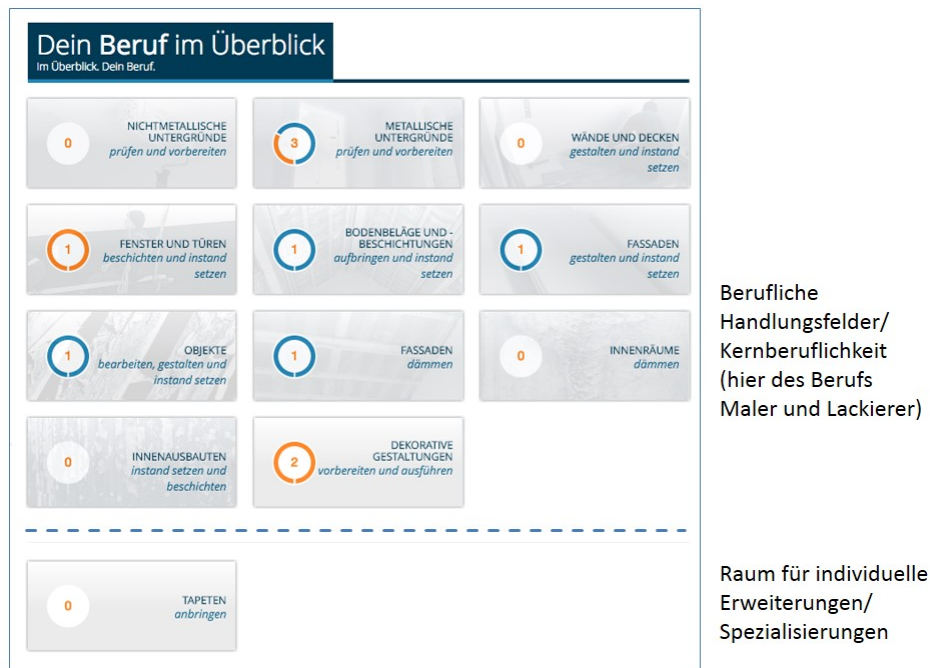 Dein Beruf im Überblick
Im Überblick. Dein Beruf.
0
NICHTMETALLISCHE
UNTERGRÜNDE
prüfen und vorbereiten
3
METALLISCHE
UNTERGRÜNDE
prüfen und vorbereiten
0
WÄNDE UND DECKEN
gestalten und instand
setzen
1
FENSTER UND TÜREN
beschichten und instand
setzen
1
BODENBELÄGE UND -
BESCHICHTUNGEN
aufbringen und instand
setzen
1
FASSADEN
gestalten und instand
setzen
1
OBJEKTE
bearbeiten, gestalten und
instand setzen
1
FASSADEN
dämmen
0
INNENRÄUME
dämmen
0
INNENAUSBAUTEN
instand setzen und
beschichten
2
DEKORATIVE
GESTALTUNGEN
vorbereiten und ausführen
Berufliche
Handlungsfelder/
Kernberuflichkeit
(hier des Berufs
Maler und Lackierer)
0
TAPETEN
anbringen
Raum für individuelle
Erweiterungen/
Spezialisierungen